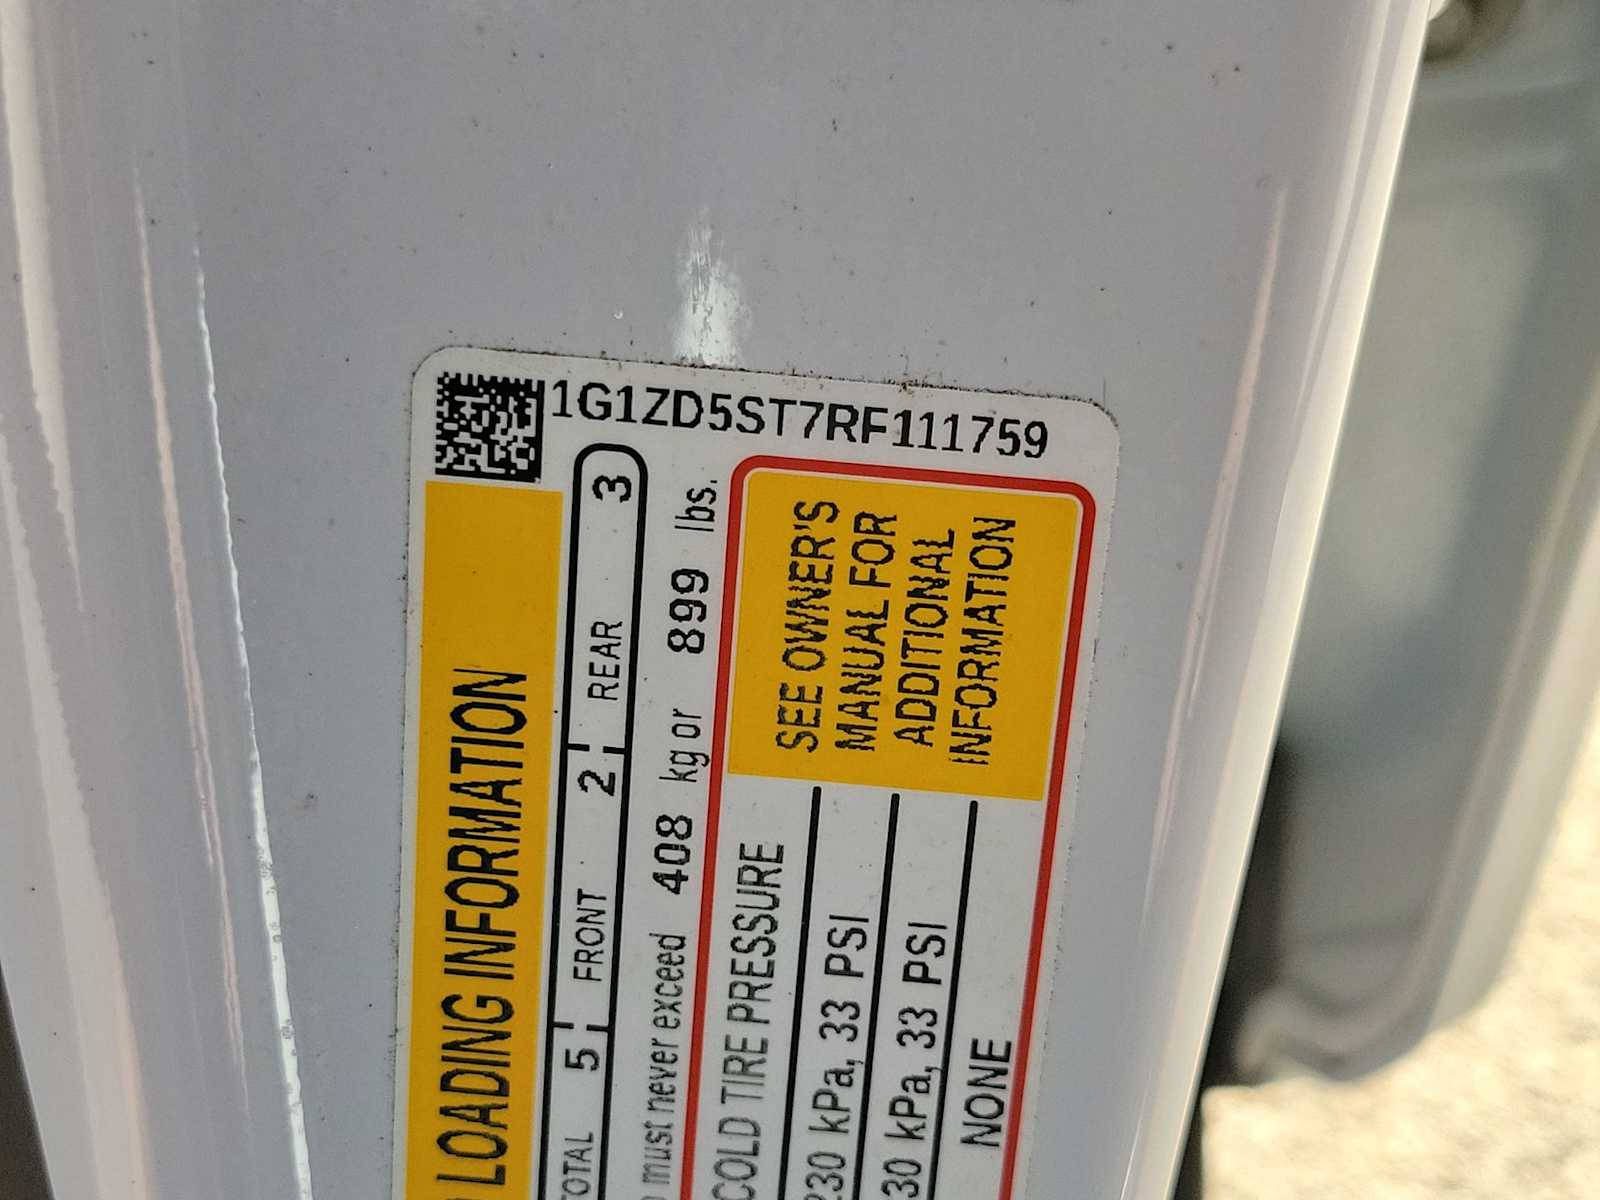 1G1ZD5ST7RF111759
LOADING INFORMATION
5 FRONT 2 REAR 3
must never exceed 408 kg or 899 lbs.
COLD TIRE PRESSURE
230 kPa, 33 PSI
30 kPa, 33 PSI
NONE
SEE OWNER'S
MANUAL FOR
ADDITIONAL
INFORMATION